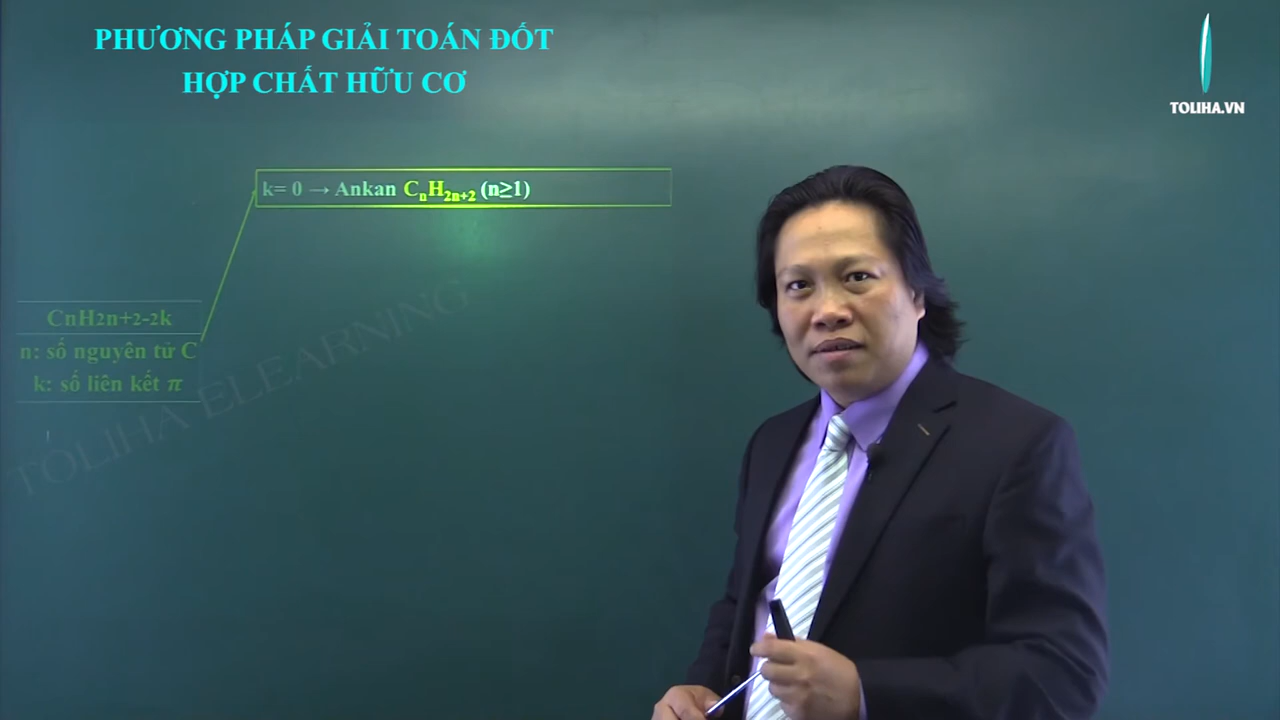 PHƯƠNG PHÁP GIẢI TOÁN ĐỐT
HỢP CHẤT HỮU CƠ
TOLIHA.VN
k= 0 → Ankan CnH2n+2 (n≥1)
CnH2n+2-2k
n: số nguyên tử C
k: số liên kết π
TOLIHA ELEARNING